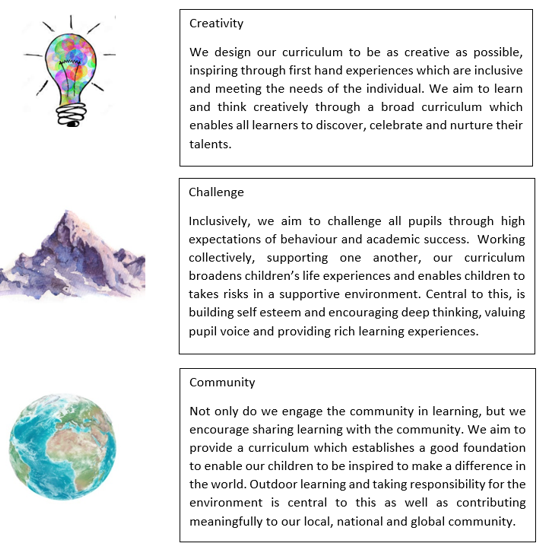 Creativity
We design our curriculum to be as creative as possible,
inspiring through first hand experiences which are inclusive
and meeting the needs of the individual. We aim to learn
and think creatively through a broad curriculum which
enables all learners to discover, celebrate and nurture their
talents.
Challenge
Inclusively, we aim to challenge all pupils through high
expectations of behaviour and academic success. Working
collectively, supporting one another, our curriculum
broadens children's life experiences and enables children to
takes risks in a supportive environment. Central to this, is
building self esteem and encouraging deep thinking, valuing
pupil voice and providing rich learning experiences.
Community
Not only do we engage the community in learning, but we
encourage sharing learning with the community. We aim to
provide a curriculum which establishes a good foundation
to enable our children to be inspired to make a difference in
the world. Outdoor learning and taking responsibility for the
environment is central to this as well as contributing
meaningfully to our local, national and global community.